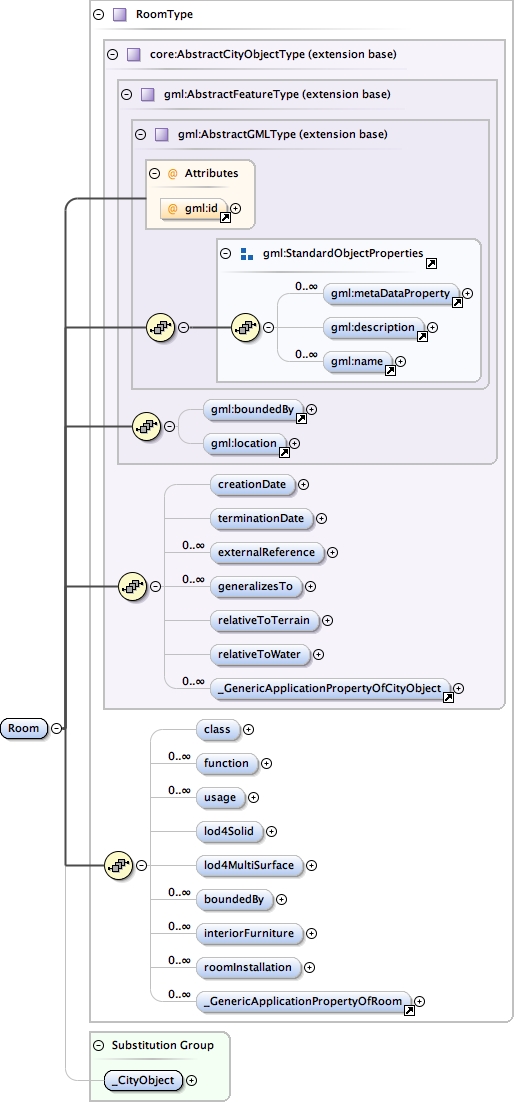 RoomType
core:AbstractCityObjectType (extension base)
gml:AbstractFeatureType (extension base)
gml:AbstractGMLType (extension base)
@ Attributes
@ gml:id
gml:StandardObjectProperties
0..∞
gml:metaDataProperty
gml:description
0..∞
gml:name
gml:boundedBy
gml:location
creationDate
terminationDate
0..∞
externalReference
0..∞
generalizesTo
relativeToTerrain
relativeToWater
0..∞
_GenericApplicationPropertyOfCityObject
Room
class
0..∞
function
0..∞
usage
lod4Solid
lod4MultiSurface
0..∞
boundedBy
0..∞
interiorFurniture
0..∞
roomInstallation
0..∞
_GenericApplicationPropertyOfRoom
Substitution Group
_CityObject